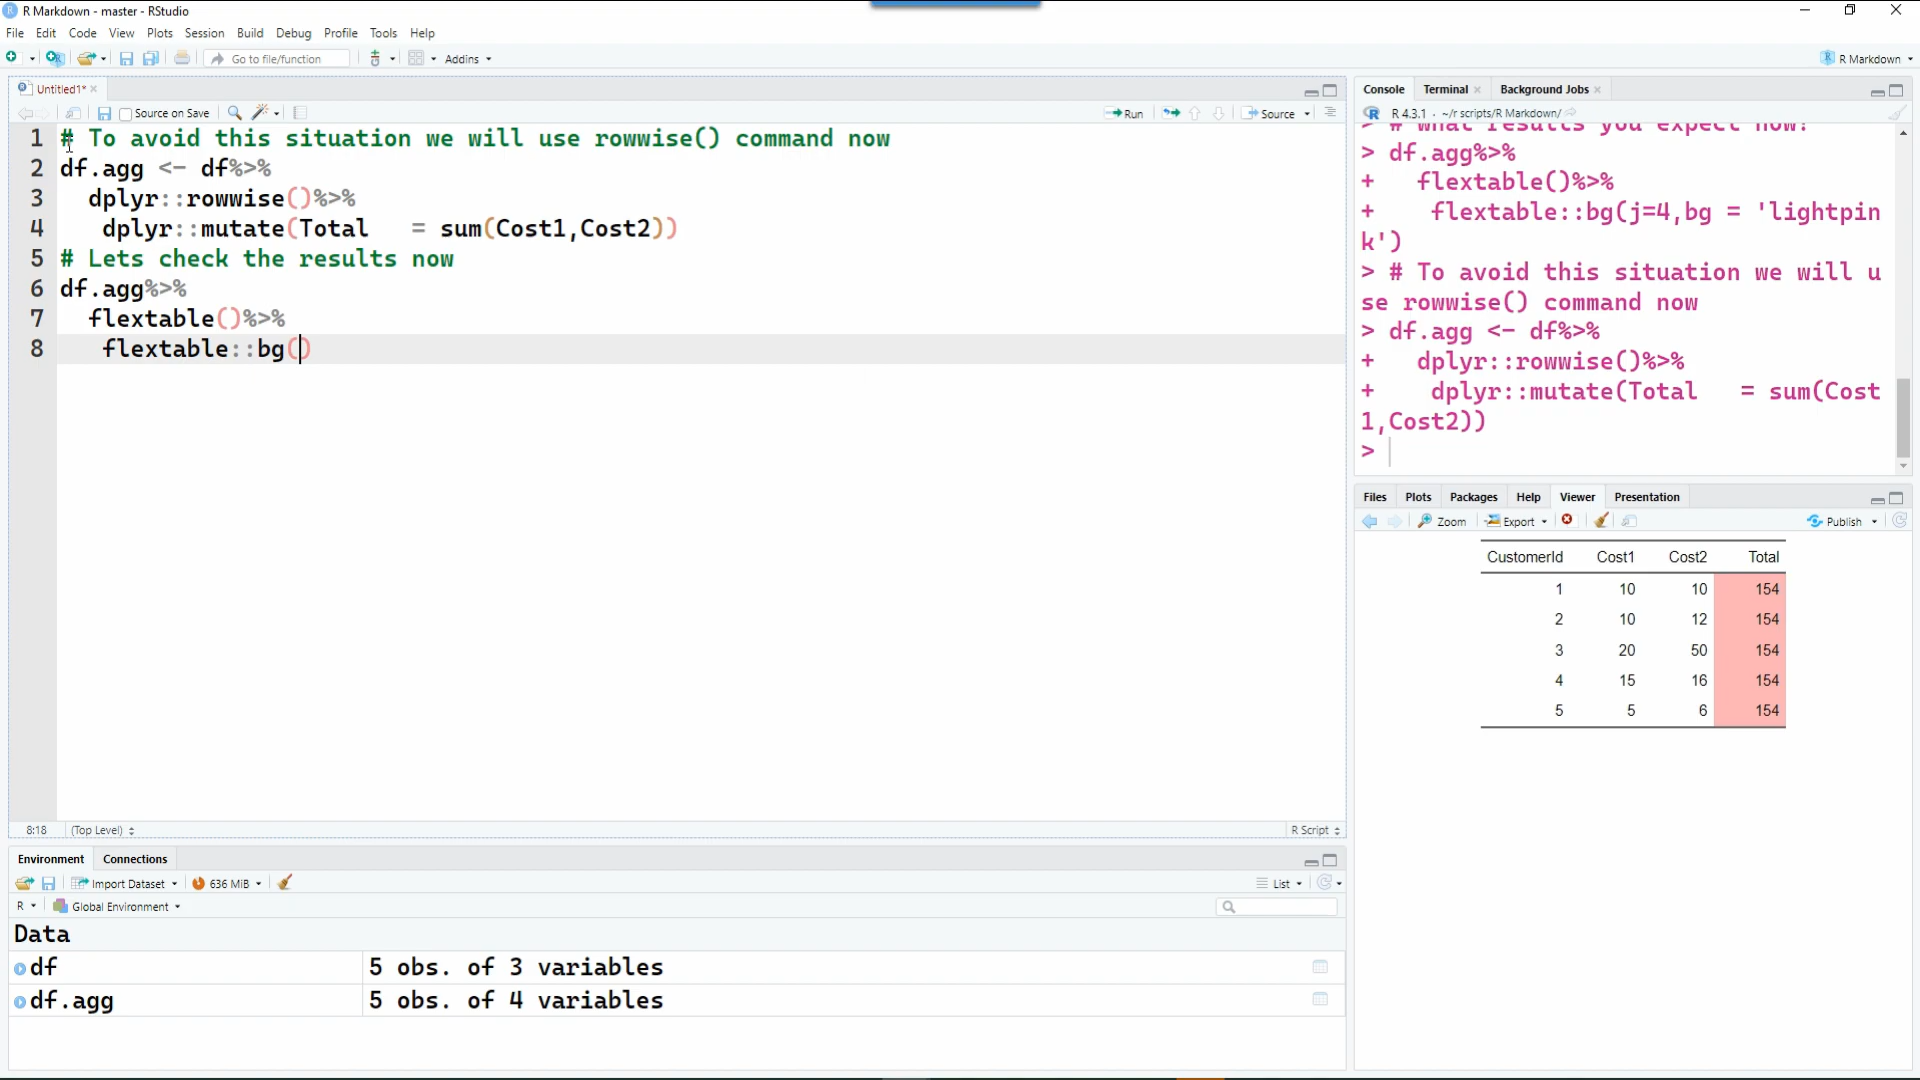 R Markdown - master - RStudio
File Edit Code View Plots Session Build Debug Profile Tools Help
Go to file/function Addins R Markdown
Untitled1*
Source on Save Run Source
1 # To avoid this situation we will use rowwise() command now
2 df.agg <- df%>%
3 dplyr::rowwise()%>%
4 dplyr::mutate(Total = sum(Cost1,Cost2))
5 # Lets check the results now
6 df.agg%>%
7 flextable()%>%
8 flextable::bg()
8:18 (Top Level) R Script
Environment Connections
Import Dataset 636 MiB List
R Global Environment
Data
df 5 obs. of 3 variables
df.agg 5 obs. of 4 variables
Console Terminal Background Jobs
R 4.3.1 · ~/r scripts/R Markdown/
> # what results you expect now?
> df.agg%>%
+ flextable()%>%
+ flextable::bg(j=4,bg = 'lightpin
k')
> # To avoid this situation we will u
se rowwise() command now
> df.agg <- df%>%
+ dplyr::rowwise()%>%
+ dplyr::mutate(Total = sum(Cost
1,Cost2))
>
Files Plots Packages Help Viewer Presentation
Zoom Export Publish
CustomerId Cost1 Cost2 Total
1 10 10 154
2 10 12 154
3 20 50 154
4 15 16 154
5 5 6 154